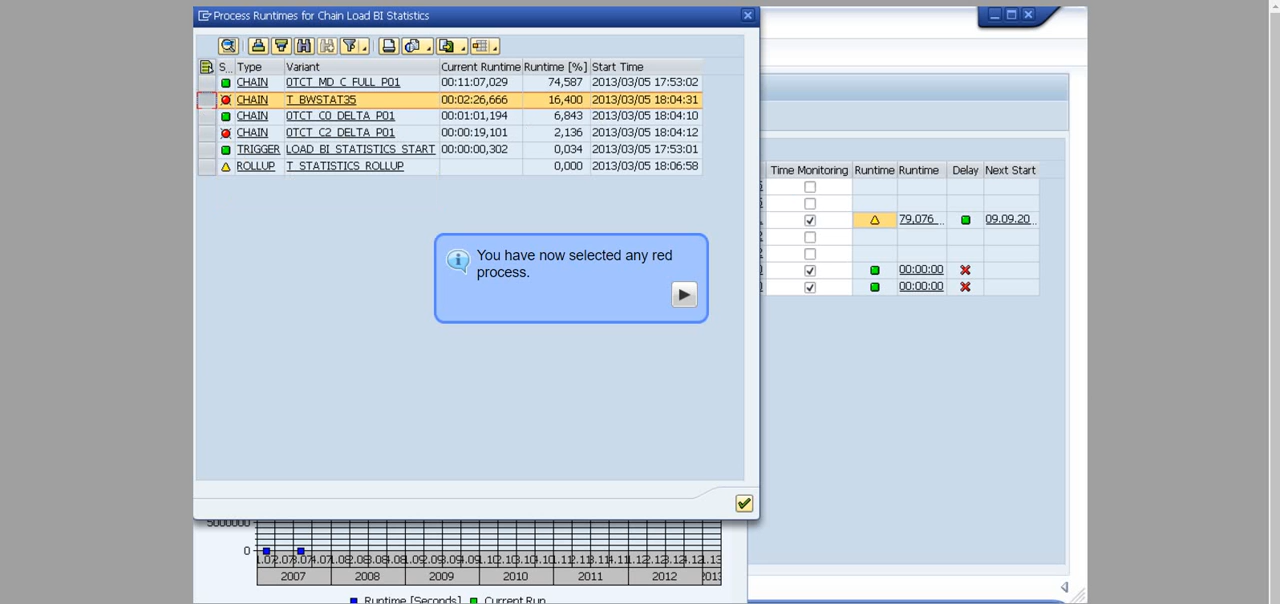 Process Runtimes for Chain Load BI Statistics
S... Type Variant Current Runtime Runtime [%] Start Time
CHAIN 0TCT_MD_C_FULL_P01 00:11:07,029 74,587 2013/03/05 17:53:02
CHAIN T_BWSTAT35 00:02:26,666 16,400 2013/03/05 18:04:31
CHAIN 0TCT_C0_DELTA_P01 00:01:01,194 6,843 2013/03/05 18:04:10
CHAIN 0TCT_C2_DELTA_P01 00:00:19,101 2,136 2013/03/05 18:04:12
TRIGGER LOAD_BI_STATISTICS_START 00:00:00,302 0,034 2013/03/05 17:53:01
ROLLUP T_STATISTICS_ROLLUP 0,000 2013/03/05 18:06:58
Time Monitoring Runtime Runtime Delay Next Start
79,076 ... 09.09.20...
00:00:00
00:00:00
You have now selected any red
process.
5000000
0
2007 2008 2009 2010 2011 2012
Runtime [Seconds] Current Run